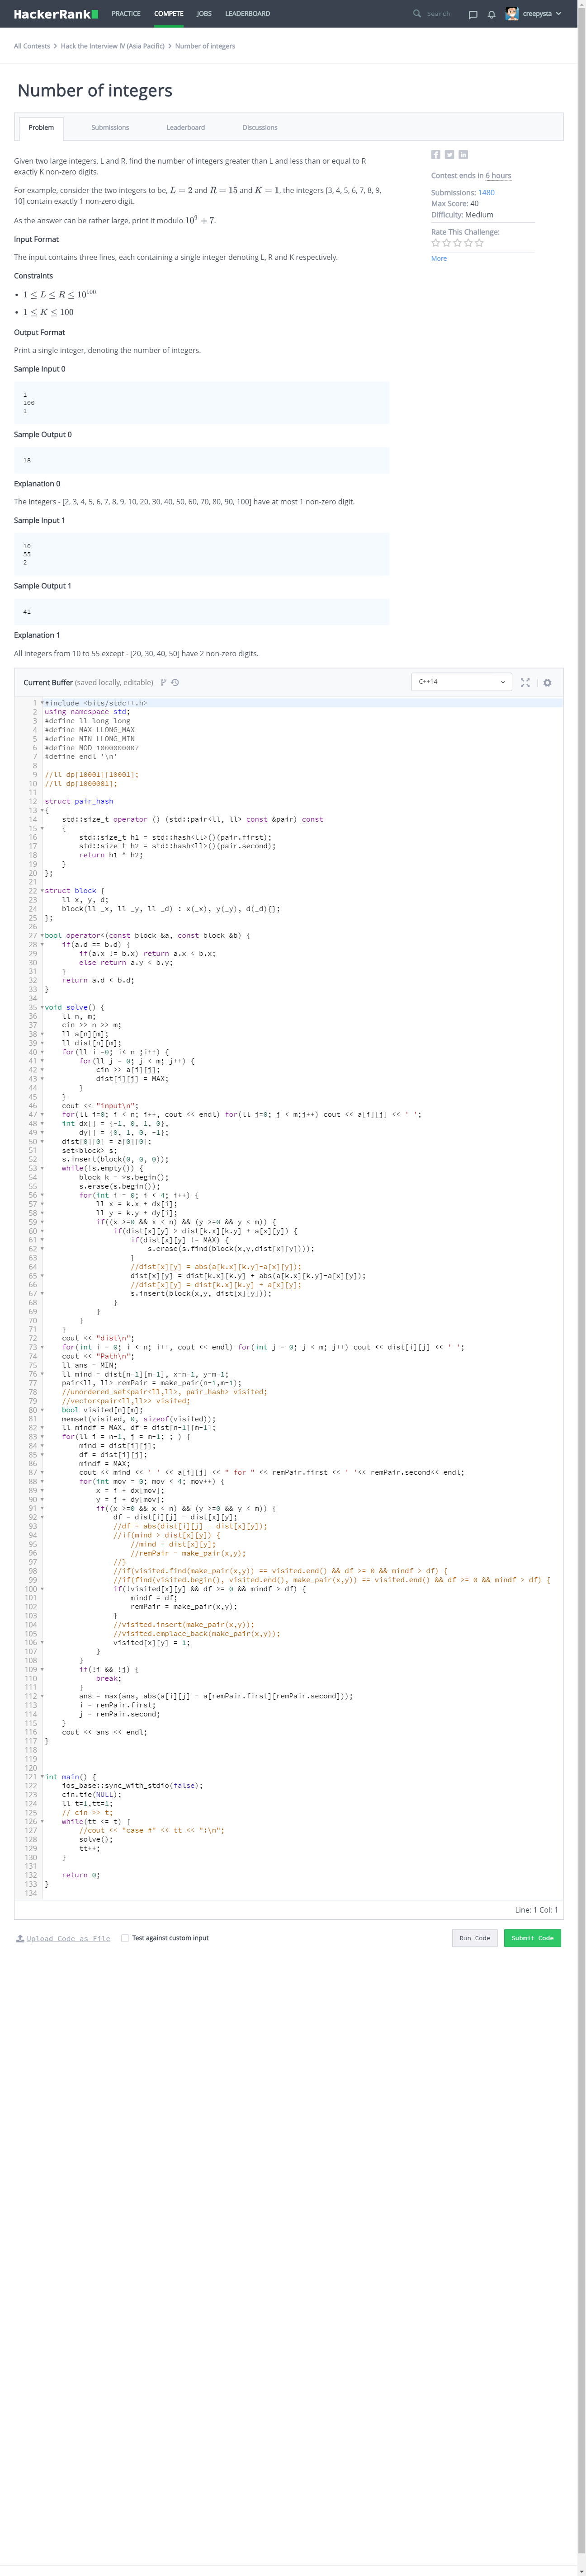 HackerRank PRACTICE COMPETE JOBS LEADERBOARD Search creepysta
All Contests > Hack the Interview IV (Asia Pacific) > Number of integers
Number of integers
Problem Submissions Leaderboard Discussions
Given two large integers, L and R, find the number of integers greater than L and less than or equal to R
exactly K non-zero digits.
For example, consider the two integers to be, L = 2 and R = 15 and K = 1, the integers [3, 4, 5, 6, 7, 8, 9,
10] contain exactly 1 non-zero digit.
As the answer can be rather large, print it modulo 10^9 + 7.
Input Format
The input contains three lines, each containing a single integer denoting L, R and K respectively.
Constraints
• 1 ≤ L ≤ R ≤ 10^100
• 1 ≤ K ≤ 100
Output Format
Print a single integer, denoting the number of integers.
Sample Input 0
1
100
1
Sample Output 0
18
Explanation 0
The integers - [2, 3, 4, 5, 6, 7, 8, 9, 10, 20, 30, 40, 50, 60, 70, 80, 90, 100] have at most 1 non-zero digit.
Sample Input 1
10
55
2
Sample Output 1
41
Explanation 1
All integers from 10 to 55 except - [20, 30, 40, 50] have 2 non-zero digits.
Contest ends in 6 hours
Submissions: 1480
Max Score: 40
Difficulty: Medium
Rate This Challenge:
More
Current Buffer (saved locally, editable) C++14
1 #include <bits/stdc++.h>
2 using namespace std;
3 #define ll long long
4 #define MAX LLONG_MAX
5 #define MIN LLONG_MIN
6 #define MOD 1000000007
7 #define endl '\n'
8
9 //ll dp[10001][10001];
10 //ll dp[1000001];
11
12 struct pair_hash
13 {
14     std::size_t operator () (std::pair<ll, ll> const &pair) const
15     {
16         std::size_t h1 = std::hash<ll>()(pair.first);
17         std::size_t h2 = std::hash<ll>()(pair.second);
18         return h1 ^ h2;
19     }
20 };
21
22 struct block {
23     ll x, y, d;
24     block(ll _x, ll _y, ll _d) : x(_x), y(_y), d(_d){};
25 };
26
27 bool operator<(const block &a, const block &b) {
28     if(a.d == b.d) {
29         if(a.x != b.x) return a.x < b.x;
30         else return a.y < b.y;
31     }
32     return a.d < b.d;
33 }
34
35 void solve() {
36     ll n, m;
37     cin >> n >> m;
38     ll a[n][m];
39     ll dist[n][m];
40     for(ll i =0; i< n ;i++) {
41         for(ll j = 0; j < m; j++) {
42             cin >> a[i][j];
43             dist[i][j] = MAX;
44         }
45     }
46     cout << "input\n";
47     for(ll i=0; i < n; i++, cout << endl) for(ll j=0; j < m;j++) cout << a[i][j] << ' ';
48     int dx[] = {-1, 0, 1, 0},
49         dy[] = {0, 1, 0, -1};
50     dist[0][0] = a[0][0];
51     set<block> s;
52     s.insert(block(0, 0, 0));
53     while(!s.empty()) {
54         block k = *s.begin();
55         s.erase(s.begin());
56         for(int i = 0; i < 4; i++) {
57             ll x = k.x + dx[i];
58             ll y = k.y + dy[i];
59             if((x >=0 && x < n) && (y >=0 && y < m)) {
60                 if(dist[x][y] > dist[k.x][k.y] + a[x][y]) {
61                     if(dist[x][y] != MAX) {
62                         s.erase(s.find(block(x,y,dist[x][y])));
63                     }
64                     //dist[x][y] = abs(a[k.x][k.y]-a[x][y]);
65                     dist[x][y] = dist[k.x][k.y] + abs(a[k.x][k.y]-a[x][y]);
66                     //dist[x][y] = dist[k.x][k.y] + a[x][y];
67                     s.insert(block(x,y, dist[x][y]));
68                 }
69             }
70         }
71     }
72     cout << "dist\n";
73     for(int i = 0; i < n; i++, cout << endl) for(int j = 0; j < m; j++) cout << dist[i][j] << ' ';
74     cout << "Path\n";
75     ll ans = MIN;
76     ll mind = dist[n-1][m-1], x=n-1, y=m-1;
77     pair<ll, ll> remPair = make_pair(n-1,m-1);
78     //unordered_set<pair<ll,ll>, pair_hash> visited;
79     //vector<pair<ll,ll>> visited;
80     bool visited[n][m];
81     memset(visited, 0, sizeof(visited));
82     ll mindf = MAX, df = dist[n-1][m-1];
83     for(ll i = n-1, j = m-1; ; ) {
84         mind = dist[i][j];
85         df = dist[i][j];
86         mindf = MAX;
87         cout << mind << ' ' << a[i][j] << " for " << remPair.first << ' '<< remPair.second<< endl;
88         for(int mov = 0; mov < 4; mov++) {
89             x = i + dx[mov];
90             y = j + dy[mov];
91             if((x >=0 && x < n) && (y >=0 && y < m)) {
92                 df = dist[i][j] - dist[x][y];
93                 //df = abs(dist[i][j] - dist[x][y]);
94                 //if(mind > dist[x][y]) {
95                     //mind = dist[x][y];
96                     //remPair = make_pair(x,y);
97                 //}
98                 //if(visited.find(make_pair(x,y)) == visited.end() && df >= 0 && mindf > df) {
99                 //if(find(visited.begin(), visited.end(), make_pair(x,y)) == visited.end() && df >= 0 && mindf > df) {
100                 if(!visited[x][y] && df >= 0 && mindf > df) {
101                     mindf = df;
102                     remPair = make_pair(x,y);
103                 }
104                 //visited.insert(make_pair(x,y));
105                 //visited.emplace_back(make_pair(x,y));
106                 visited[x][y] = 1;
107             }
108         }
109         if(!i && !j) {
110             break;
111         }
112         ans = max(ans, abs(a[i][j] - a[remPair.first][remPair.second]));
113         i = remPair.first;
114         j = remPair.second;
115     }
116     cout << ans << endl;
117 }
118
119
120
121 int main() {
122     ios_base::sync_with_stdio(false);
123     cin.tie(NULL);
124     ll t=1,tt=1;
125     // cin >> t;
126     while(tt <= t) {
127         //cout << "case #" << tt << ":\n";
128         solve();
129         tt++;
130     }
131
132     return 0;
133 }
134
Line: 1 Col: 1
Upload Code as File Test against custom input Run Code Submit Code